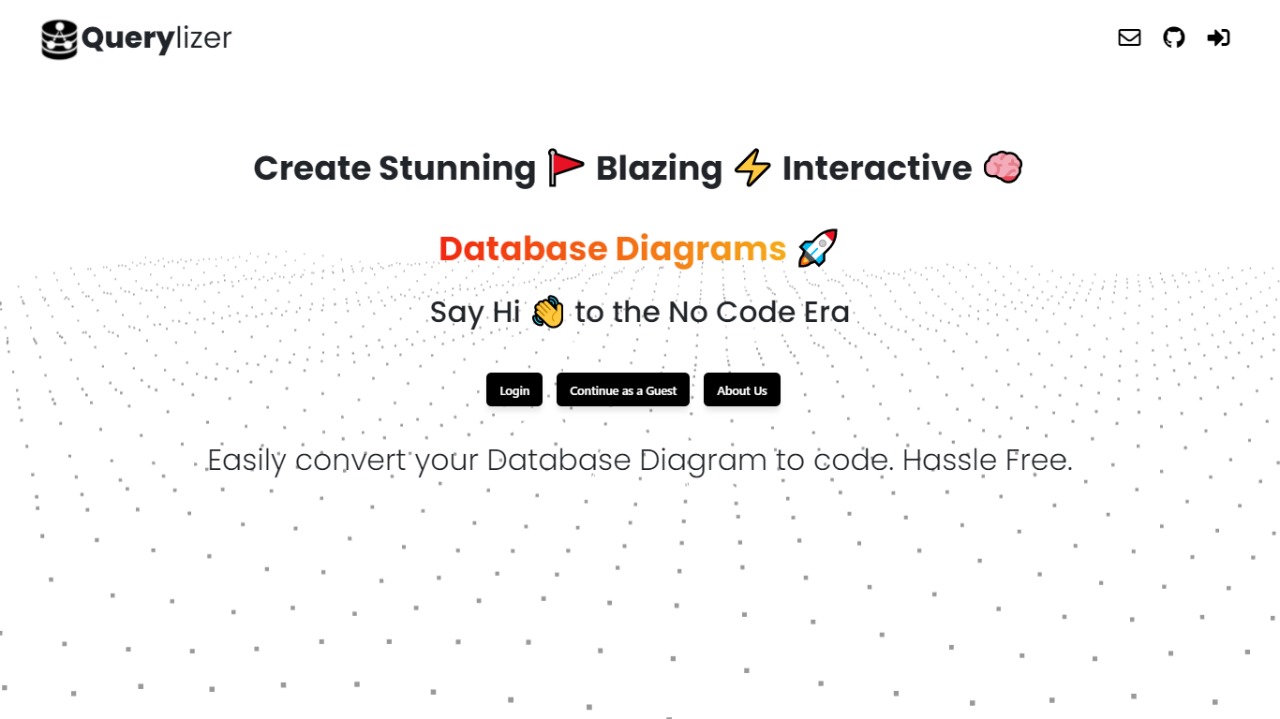 Querylizer
Create Stunning 🚩 Blazing ⚡ Interactive 🧠
Database Diagrams 🚀
Say Hi 👋 to the No Code Era
Login
Continue as a Guest
About Us
Easily convert your Database Diagram to code. Hassle Free.